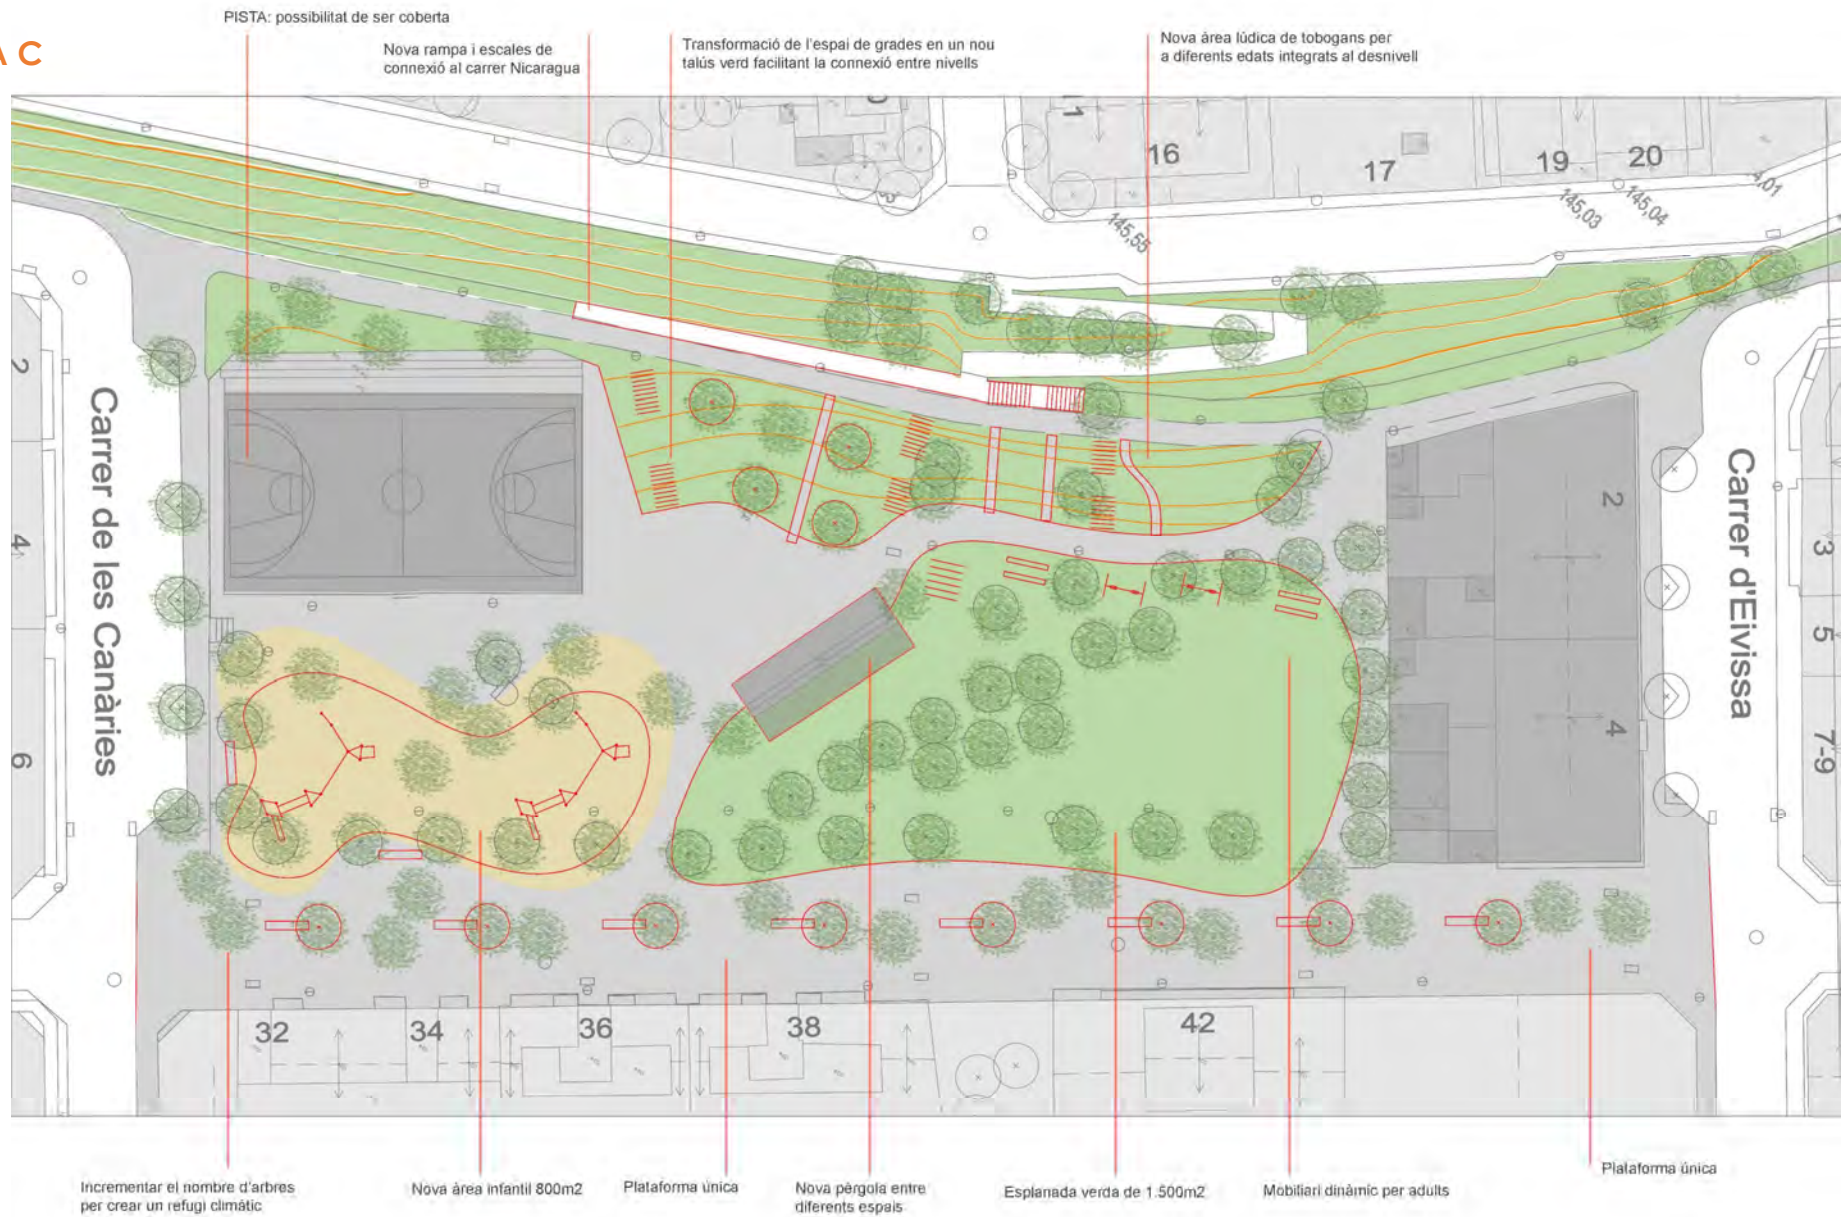 A C
PISTA: possibilitat de ser coberta
Nova rampa i escales de
connexió al carrer Nicaragua
Transformació de l'espai de grades en un nou
talús verd facilitant la connexió entre nivells
Nova àrea lúdica de tobogans per
a diferents edats integrats al desnivell
11
16
17
19
20
145,55
145,03
145,04
2
4
6
Carrer de les Canàries
2
4
Carrer d'Eivissa
3
5
7-9
32
34
36
38
42
Incrementar el nombre d'arbres
per crear un refugi climàtic
Nova àrea infantil 800m2
Plataforma única
Nova pèrgola entre
diferents espais
Esplanada verda de 1.500m2
Mobiliari dinàmic per adults
Plataforma única